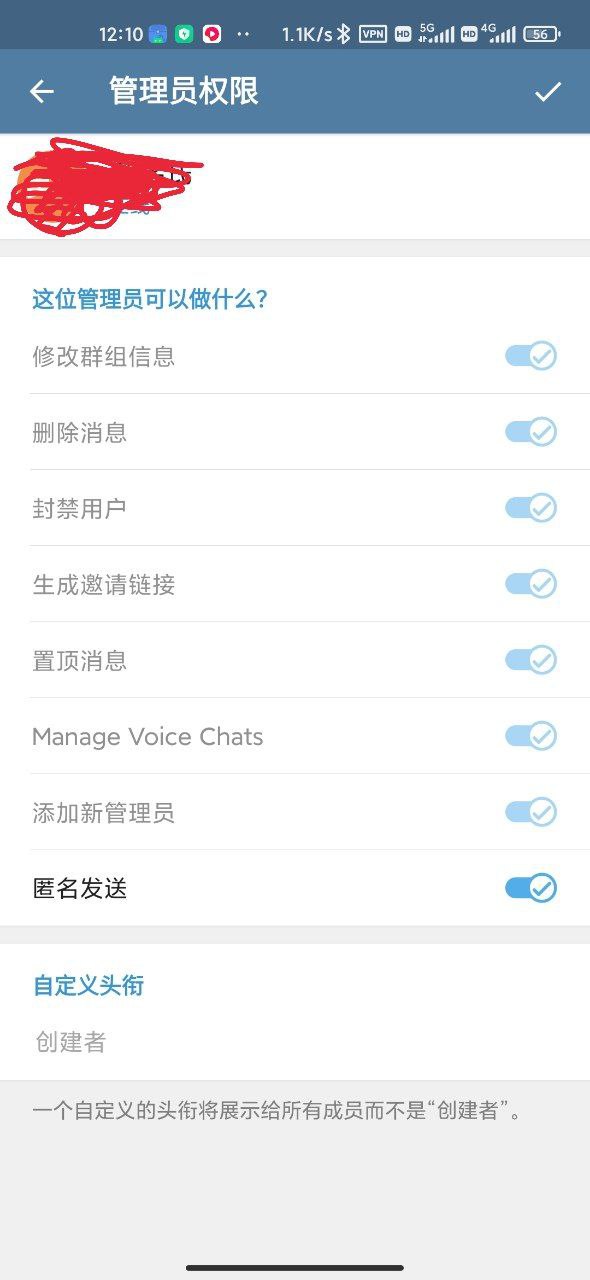 12:10
1.1K/s VPN HD 5G HD 4G 56
管理员权限
这位管理员可以做什么？
修改群组信息
删除消息
封禁用户
生成邀请链接
置顶消息
Manage Voice Chats
添加新管理员
匿名发送
自定义头衔
创建者
一个自定义的头衔将展示给所有成员而不是“创建者”。